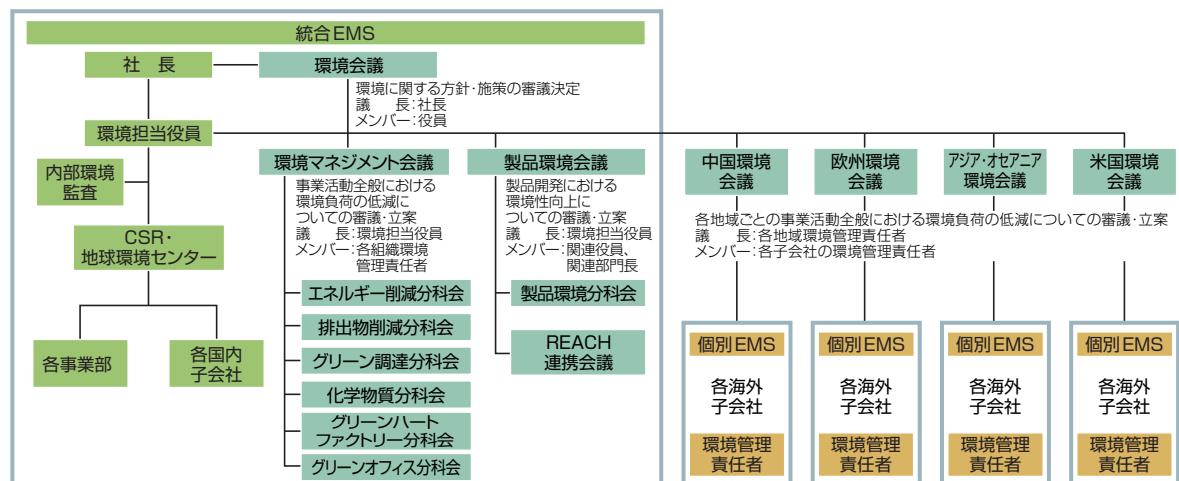 統合EMS
社　長
環境会議
環境に関する方針・施策の審議決定
議　　長：社長
メンバー：役員
環境担当役員
内部環境
監査
CSR・
地球環境センター
各事業部
各国内
子会社
環境マネジメント会議
事業活動全般における
環境負荷の低減に
ついての審議・立案
議　　長：環境担当役員
メンバー：各組織環境
管理責任者
エネルギー削減分科会
排出物削減分科会
グリーン調達分科会
化学物質分科会
グリーンハート
ファクトリー分科会
グリーンオフィス分科会
製品環境会議
製品開発における
環境性向上に
ついての審議・立案
議　　長：環境担当役員
メンバー：関連役員、
関連部門長
製品環境分科会
REACH
連携会議
中国環境
会議
欧州環境
会議
アジア・オセアニア
環境会議
米国環境
会議
各地域ごとの事業活動全般における環境負荷の低減についての審議・立案
議　　長：各地域環境管理責任者
メンバー：各子会社の環境管理責任者
個別EMS
各海外
子会社
環境管理
責任者
個別EMS
各海外
子会社
環境管理
責任者
個別EMS
各海外
子会社
環境管理
責任者
個別EMS
各海外
子会社
環境管理
責任者